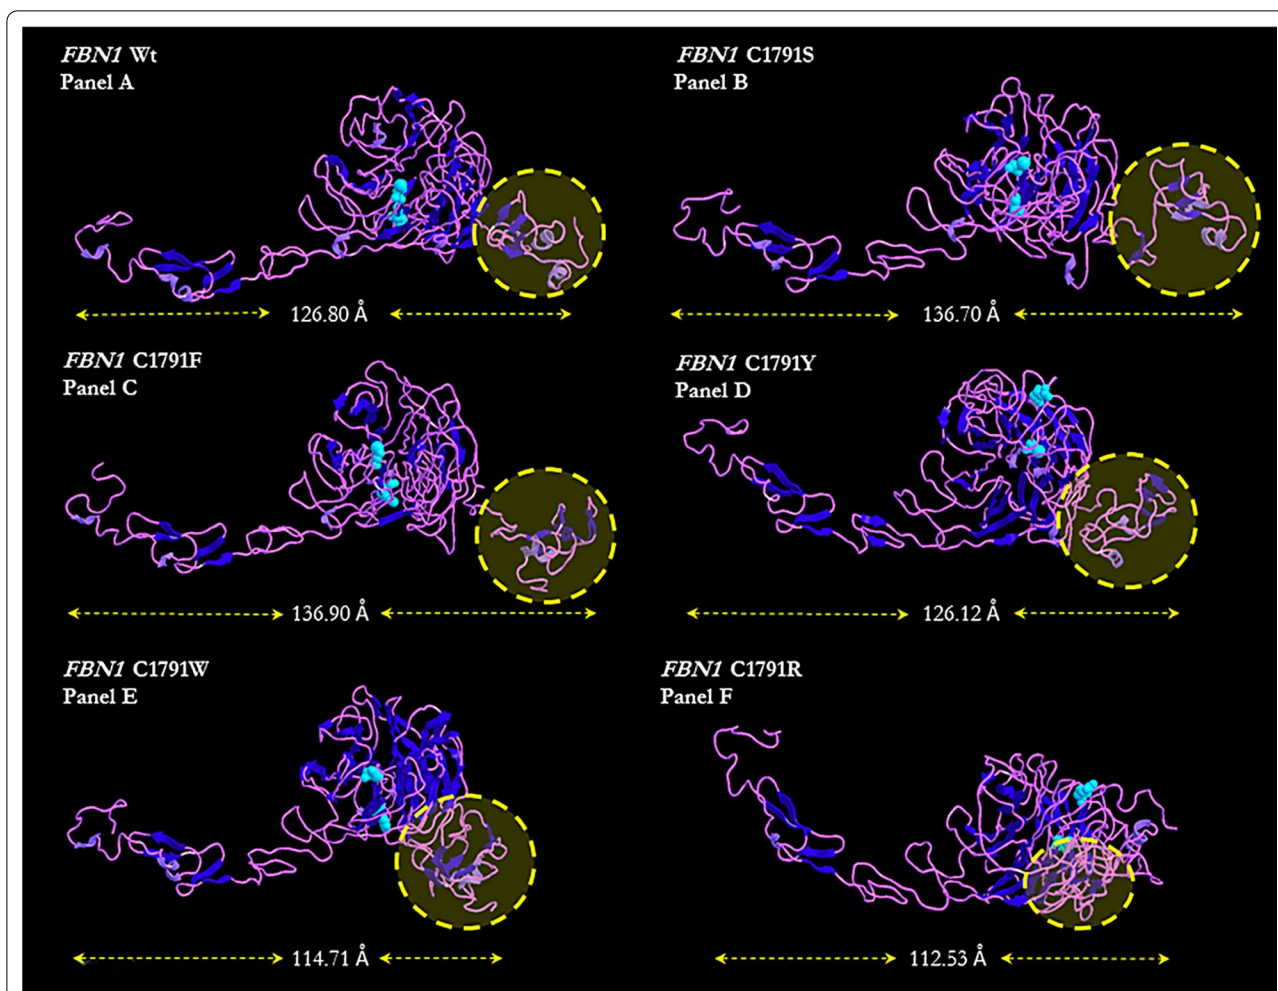 FBN1 Wt
Panel A
126.80 Å
FBN1 C1791S
Panel B
136.70 Å
FBN1 C1791F
Panel C
136.90 Å
FBN1 C1791Y
Panel D
126.12 Å
FBN1 C1791W
Panel E
114.71 Å
FBN1 C1791R
Panel F
112.53 Å